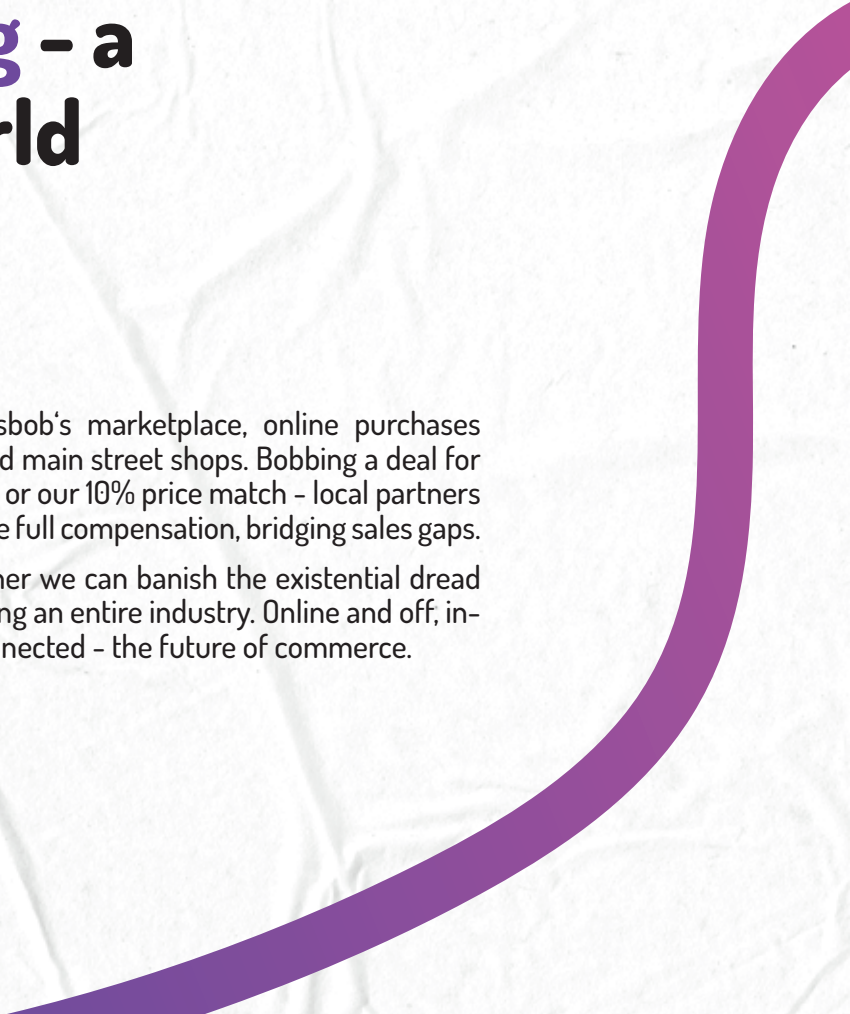 g – a
rld
sbob‘s marketplace, online purchases
d main street shops. Bobbing a deal for
or our 10% price match – local partners
e full compensation, bridging sales gaps.
her we can banish the existential dread
ng an entire industry. Online and off, in-
nected – the future of commerce.